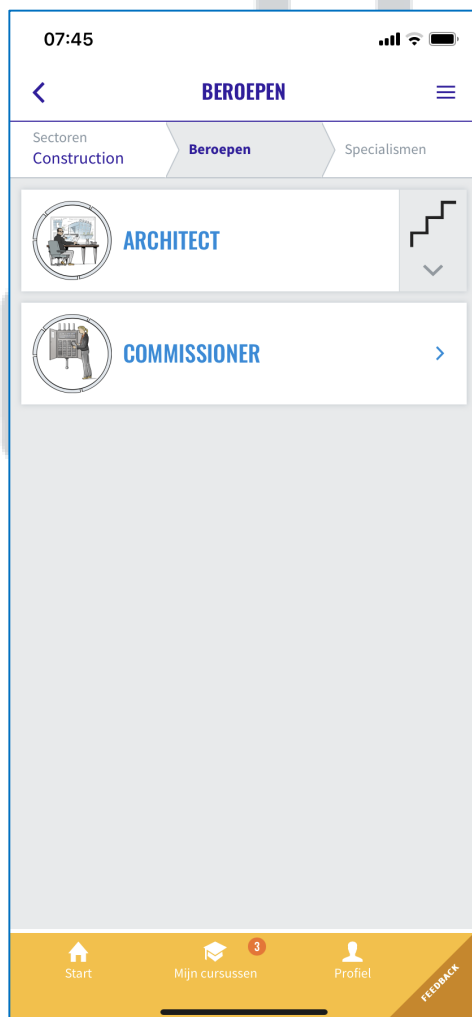 07:45
BEROEPEN
Sectoren
Construction
Beroepen
Specialismen
ARCHITECT
COMMISSIONER
3
Start
Mijn cursussen
Profiel
FEEDBACK